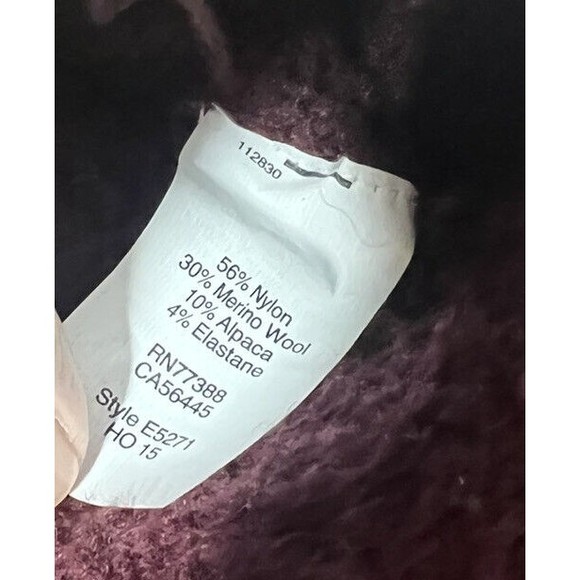 112830
56% Nylon
30% Merino Wool
10% Alpaca
4% Elastane
RN77388
CA56445
Style E5271
HO 15